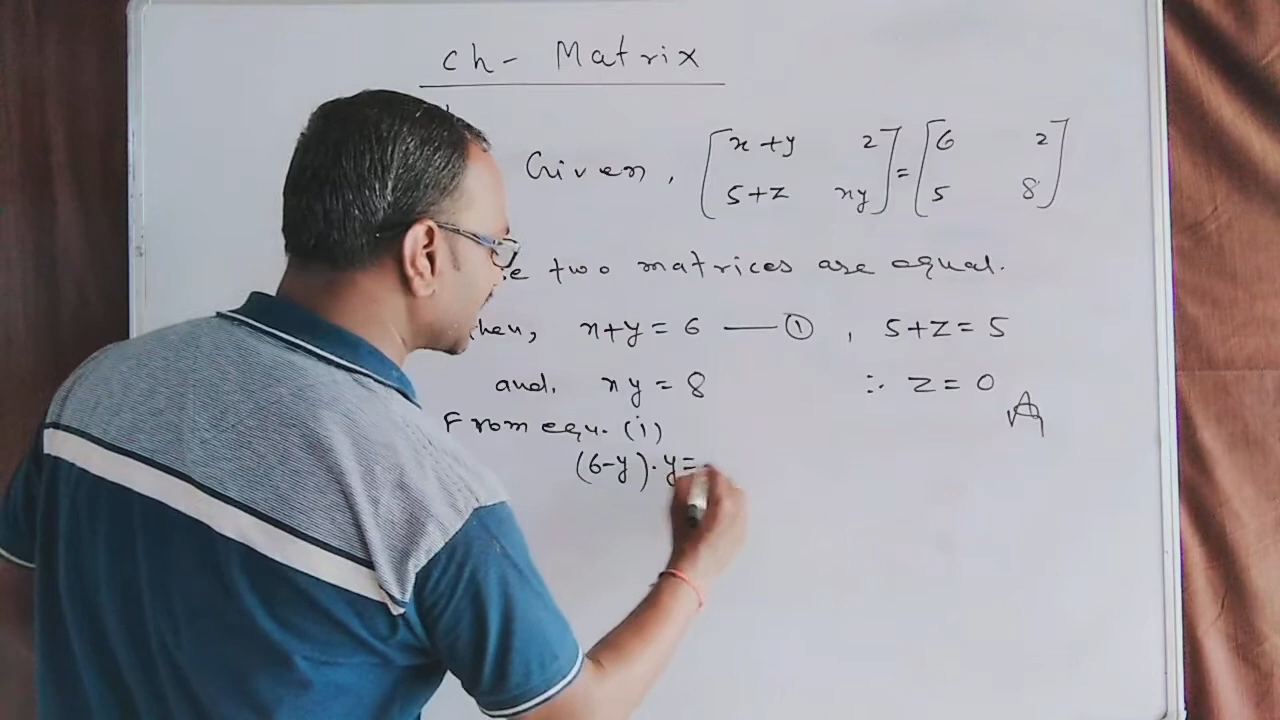 ch- Matrix
Given, [x+y 2] = [6 2]
[5+z xy] [5 8]
two matrices are equal.
x+y = 6 —— ① , 5+z = 5
and. xy = 8 ∴ z = 0
From equ. (i)
(6-y)·y=